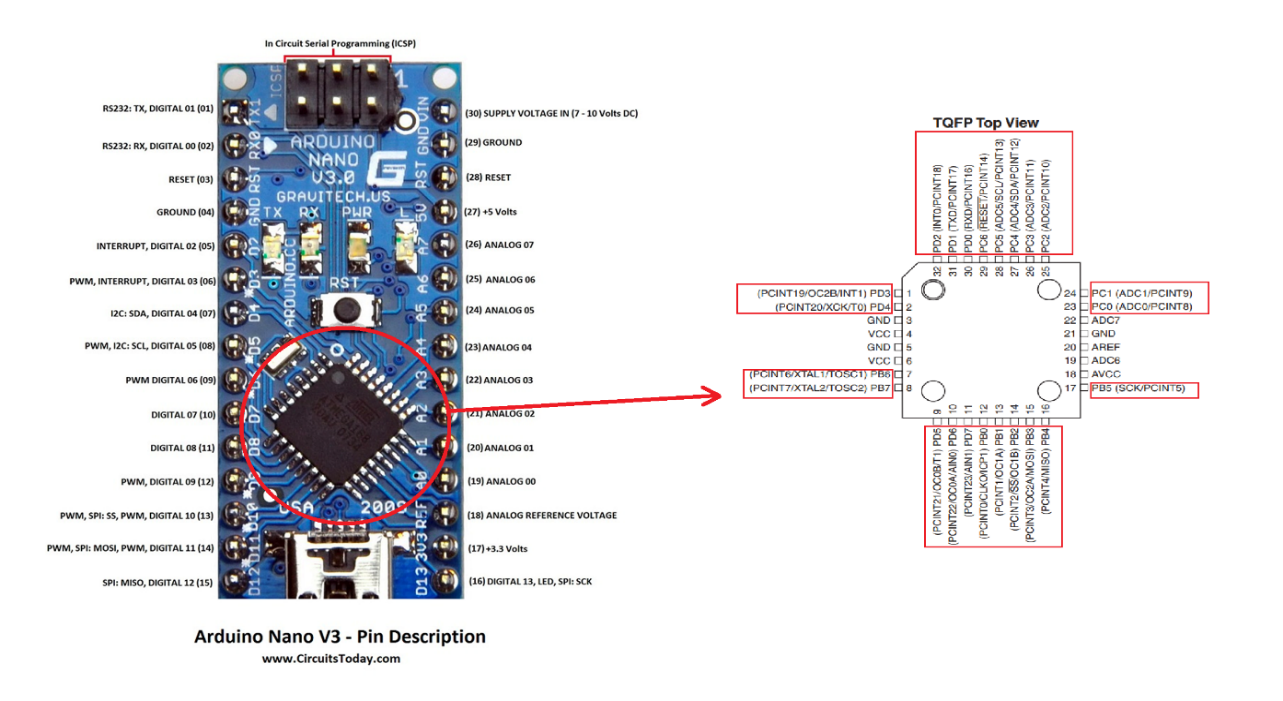 In Circuit Serial Programming (ICSP)
RS232: TX, DIGITAL 01 (01)
RS232: RX, DIGITAL 00 (02)
RESET (03)
GROUND (04)
INTERRUPT, DIGITAL 02 (05)
PWM, INTERRUPT, DIGITAL 03 (06)
I2C: SDA, DIGITAL 04 (07)
PWM, I2C: SCL, DIGITAL 05 (08)
PWM DIGITAL 06 (09)
DIGITAL 07 (10)
DIGITAL 08 (11)
PWM, DIGITAL 09 (12)
PWM, SPI: SS, PWM, DIGITAL 10 (13)
PWM, SPI: MOSI, PWM, DIGITAL 11 (14)
SPI: MISO, DIGITAL 12 (15)
ICSP
1
TX1
RX0
RST
GND
D2
D3
D4
D5
D7
D8
D10
D11
D12
ARDUINO
NANO
V3.0
G
GRAVITECH.US
TX
RX
PWR
L
ARDUINO.CC
RST
USA
200
VIN
GND
RST
5V
A7
A6
A5
A4
A3
A2
A1
A0
REF
3V3
D13
(30) SUPPLY VOLTAGE IN (7 - 10 Volts DC)
(29) GROUND
(28) RESET
(27) +5 Volts
(26) ANALOG 07
(25) ANALOG 06
(24) ANALOG 05
(23) ANALOG 04
(22) ANALOG 03
(21) ANALOG 02
(20) ANALOG 01
(19) ANALOG 00
(18) ANALOG REFERENCE VOLTAGE
(17) +3.3 Volts
(16) DIGITAL 13, LED, SPI: SCK
Arduino Nano V3 - Pin Description
www.CircuitsToday.com
TQFP Top View
32 PD2 (INT0/PCINT18)
31 PD1 (TXD/PCINT17)
30 PD0 (RXD/PCINT16)
29 PC6 (RESET/PCINT14)
28 PC5 (ADC5/SCL/PCINT13)
27 PC4 (ADC4/SDA/PCINT12)
26 PC3 (ADC3/PCINT11)
25 PC2 (ADC2/PCINT10)
(PCINT19/OC2B/INT1) PD3 1
(PCINT20/XCK/T0) PD4 2
GND 3
VCC 4
GND 5
VCC 6
(PCINT6/XTAL1/TOSC1) PB6 7
(PCINT7/XTAL2/TOSC2) PB7 8
24 PC1 (ADC1/PCINT9)
23 PC0 (ADC0/PCINT8)
22 ADC7
21 GND
20 AREF
19 ADC6
18 AVCC
17 PB5 (SCK/PCINT5)
(PCINT21/OC0B/T1) PD5 9
(PCINT22/OC0A/AIN0) PD6 10
(PCINT23/AIN1) PD7 11
(PCINT0/CLKO/ICP1) PB0 12
(PCINT1/OC1A) PB1 13
(PCINT2/SS/OC1B) PB2 14
(PCINT3/OC2A/MOSI) PB3 15
(PCINT4/MISO) PB4 16